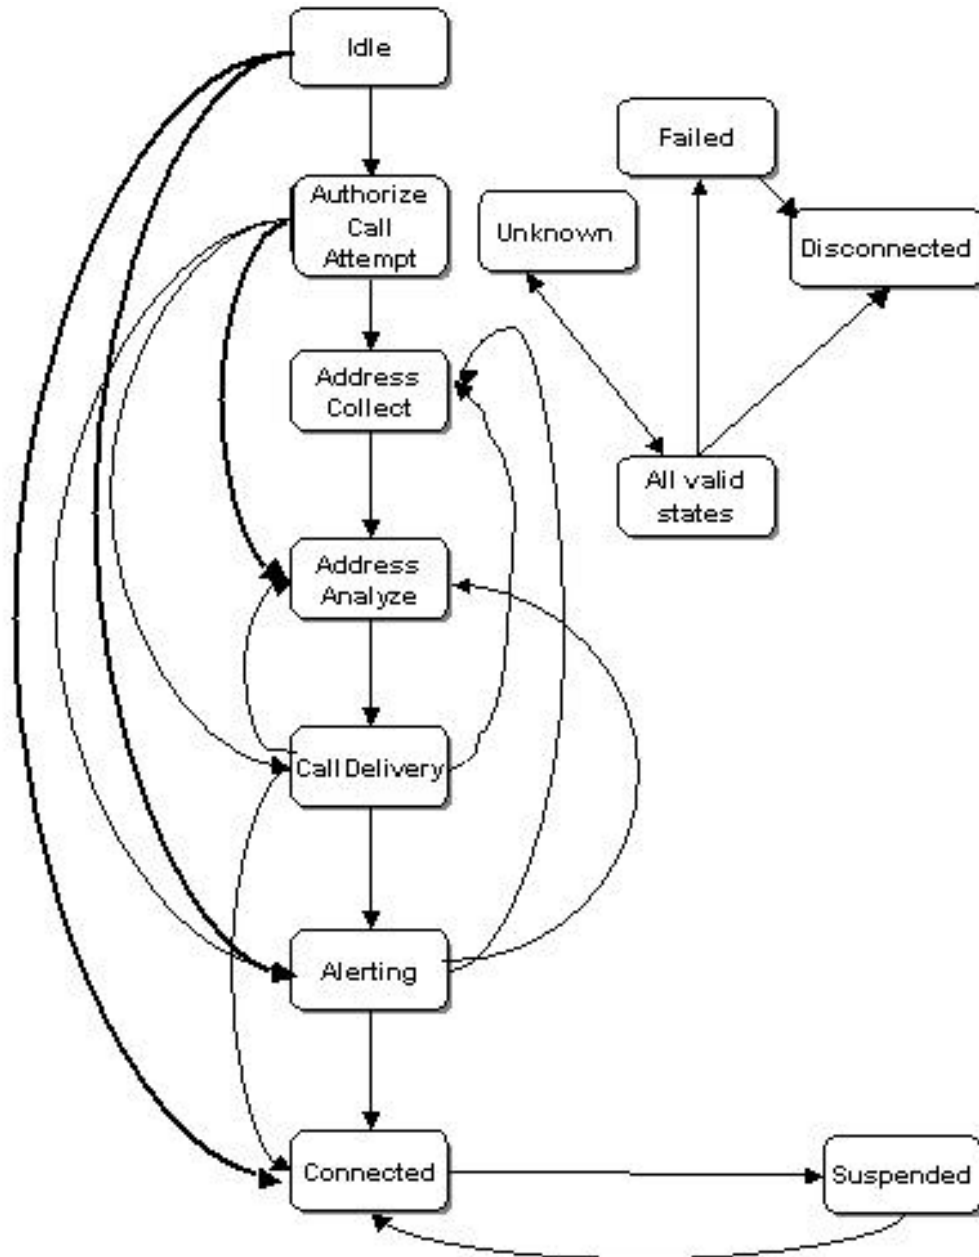 Idle
Failed
Authorize
Call
Attempt
Unknown
Disconnected
Address
Collect
All valid
states
Address
Analyze
Call Delivery
Alerting
Connected
Suspended